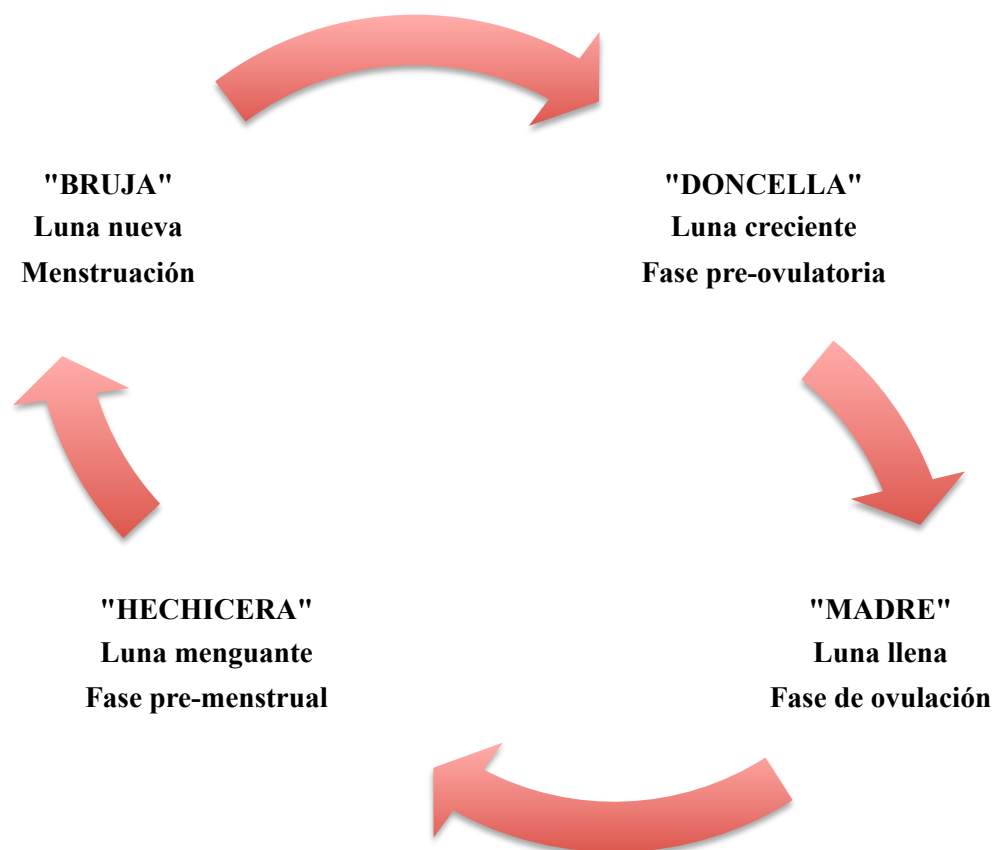 "BRUJA"
Luna nueva
Menstruación
"DONCELLA"
Luna creciente
Fase pre-ovulatoria
"HECHICERA"
Luna menguante
Fase pre-menstrual
"MADRE"
Luna llena
Fase de ovulación